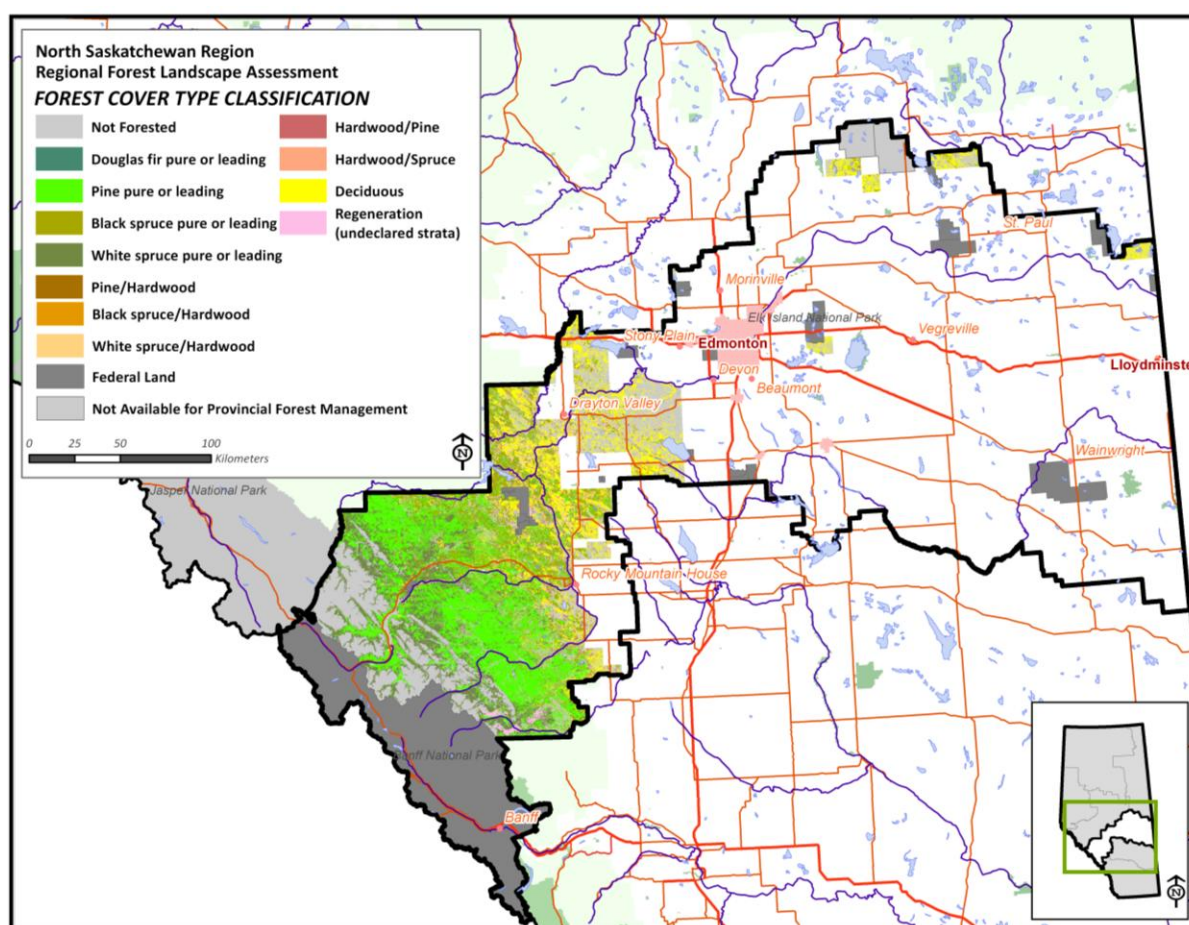 North Saskatchewan Region
Regional Forest Landscape Assessment
FOREST COVER TYPE CLASSIFICATION
Not Forested
Douglas fir pure or leading
Pine pure or leading
Black spruce pure or leading
White spruce pure or leading
Pine/Hardwood
Black spruce/Hardwood
White spruce/Hardwood
Federal Land
Not Available for Provincial Forest Management
Hardwood/Pine
Hardwood/Spruce
Deciduous
Regeneration
(undeclared strata)
0 25 50 100
Kilometers
N
St. Paul
Morinville
Elk Island National Park
Stony Plain
Vegreville
Edmonton
Lloydminste
Devon
Beaumont
Drayton Valley
Wainwright
Jasper National Park
Rocky Mountain House
Banff National Park
Banff
N